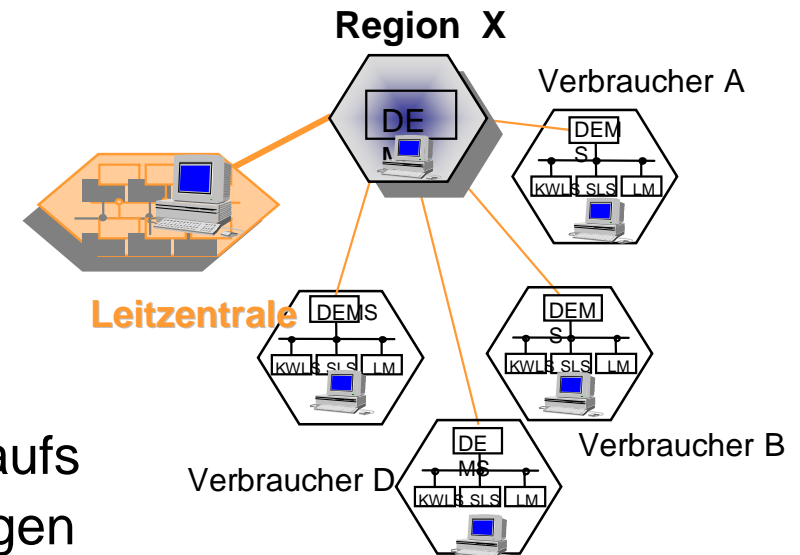 Region X
Verbraucher A
DE
M
DEM
S
KWLS SLS LM
Leitzentrale
DEMS
KWLS SLS LM
DEM
S
KWLS SLS LM
Verbraucher B
aufs
Verbraucher D
DE
MS
KWLS SLS LM
gen